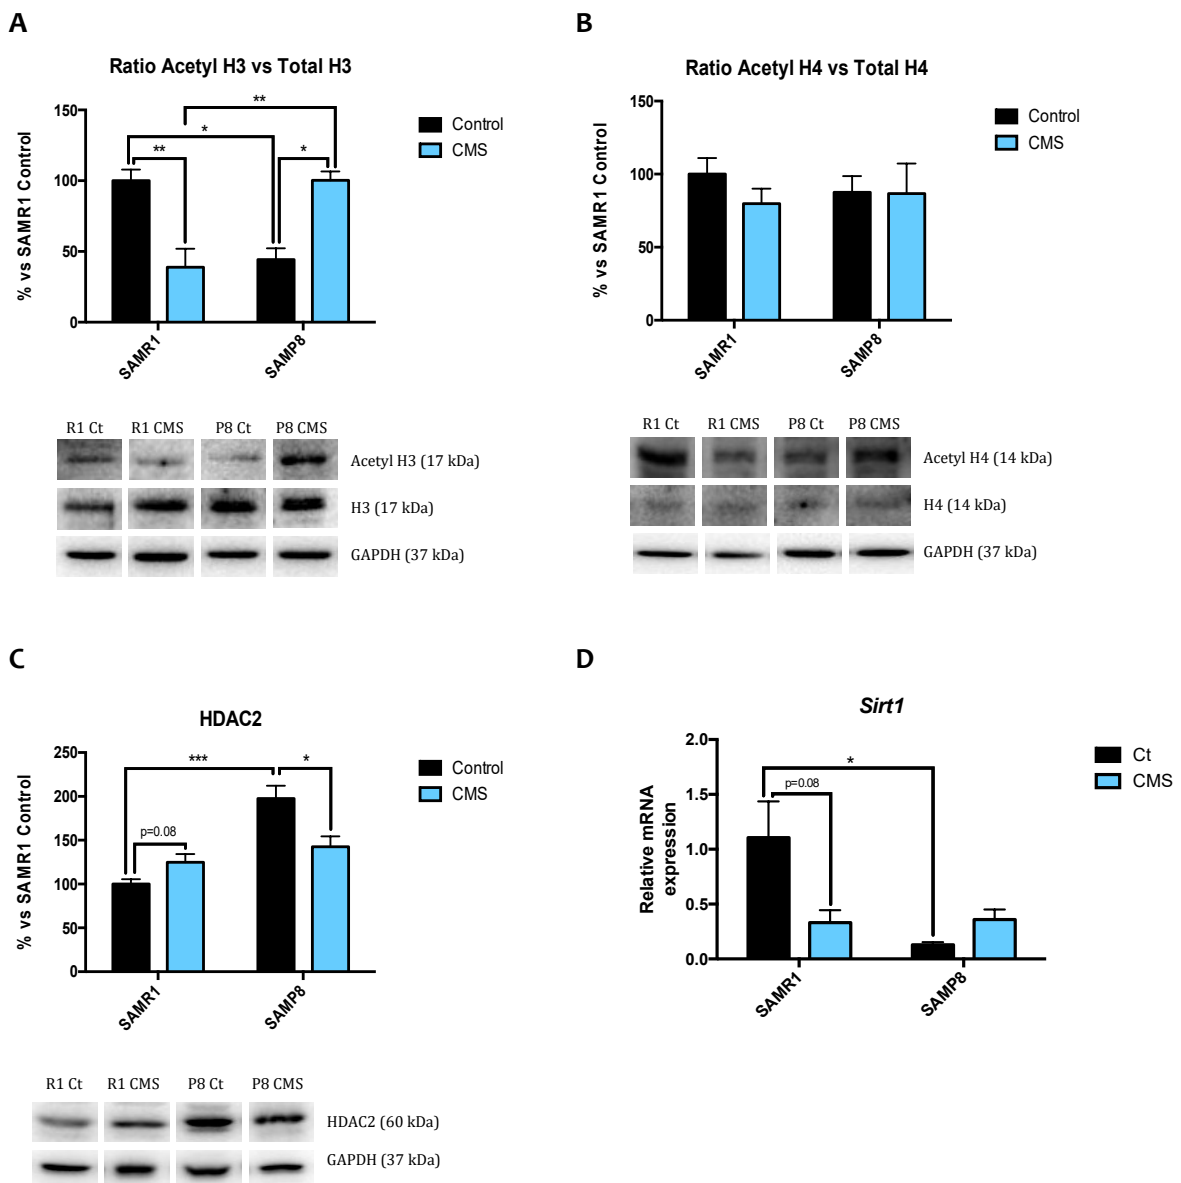 A
Ratio Acetyl H3 vs Total H3
% vs SAMR1 Control
150
100
50
0
**
*
**
*
SAMR1
SAMP8
Control
CMS
R1 Ct R1 CMS P8 Ct P8 CMS
Acetyl H3 (17 kDa)
H3 (17 kDa)
GAPDH (37 kDa)
B
Ratio Acetyl H4 vs Total H4
% vs SAMR1 Control
150
100
50
0
SAMR1
SAMP8
Control
CMS
R1 Ct R1 CMS P8 Ct P8 CMS
Acetyl H4 (14 kDa)
H4 (14 kDa)
GAPDH (37 kDa)
C
HDAC2
% vs SAMR1 Control
250
200
150
100
50
0
***
*
p=0.08
SAMR1
SAMP8
Control
CMS
R1 Ct R1 CMS P8 Ct P8 CMS
HDAC2 (60 kDa)
GAPDH (37 kDa)
D
Sirt1
Relative mRNA
expression
2.0
1.5
1.0
0.5
0.0
*
p=0.08
SAMR1
SAMP8
Ct
CMS